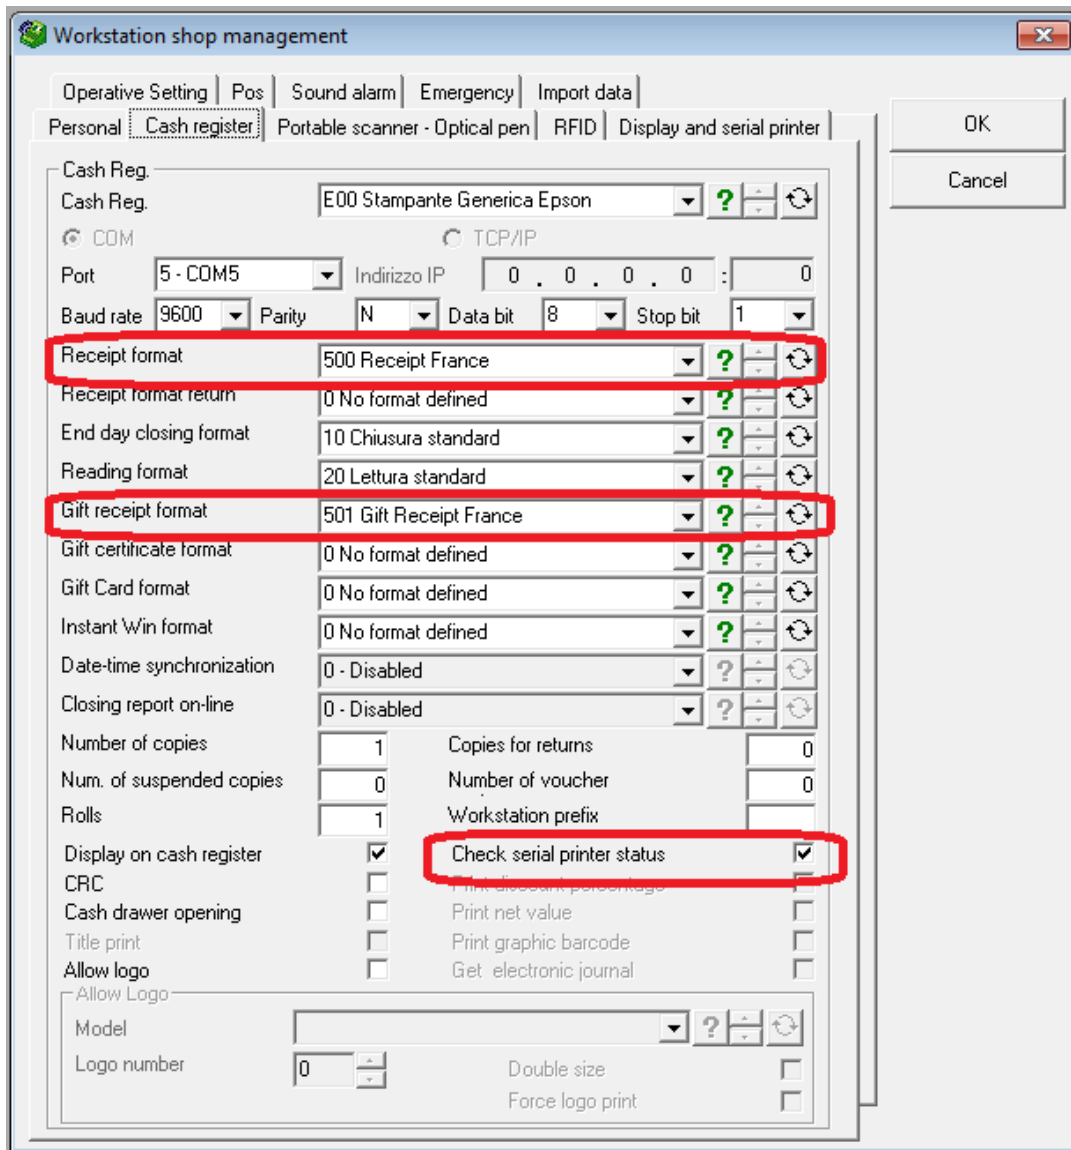 Workstation shop management
Operative Setting Pos Sound alarm Emergency Import data
Personal Cash register Portable scanner - Optical pen RFID Display and serial printer
OK
Cancel
Cash Reg.
Cash Reg. E00 Stampante Generica Epson ?
COM TCP/IP
Port 5 - COM5 Indirizzo IP 0 . 0 . 0 . 0 : 0
Baud rate 9600 Parity N Data bit 8 Stop bit 1
Receipt format 500 Receipt France ?
Receipt format return 0 No format defined ?
End day closing format 10 Chiusura standard ?
Reading format 20 Lettura standard ?
Gift receipt format 501 Gift Receipt France ?
Gift certificate format 0 No format defined ?
Gift Card format 0 No format defined ?
Instant Win format 0 No format defined ?
Date-time synchronization 0 - Disabled ?
Closing report on-line 0 - Disabled ?
Number of copies 1 Copies for returns 0
Num. of suspended copies 0 Number of voucher 0
Rolls 1 Workstation prefix
Display on cash register Check serial printer status
CRC Print discount percentage
Cash drawer opening Print net value
Title print Print graphic barcode
Allow logo Get electronic journal
Allow Logo
Model ?
Logo number 0 Double size
Force logo print